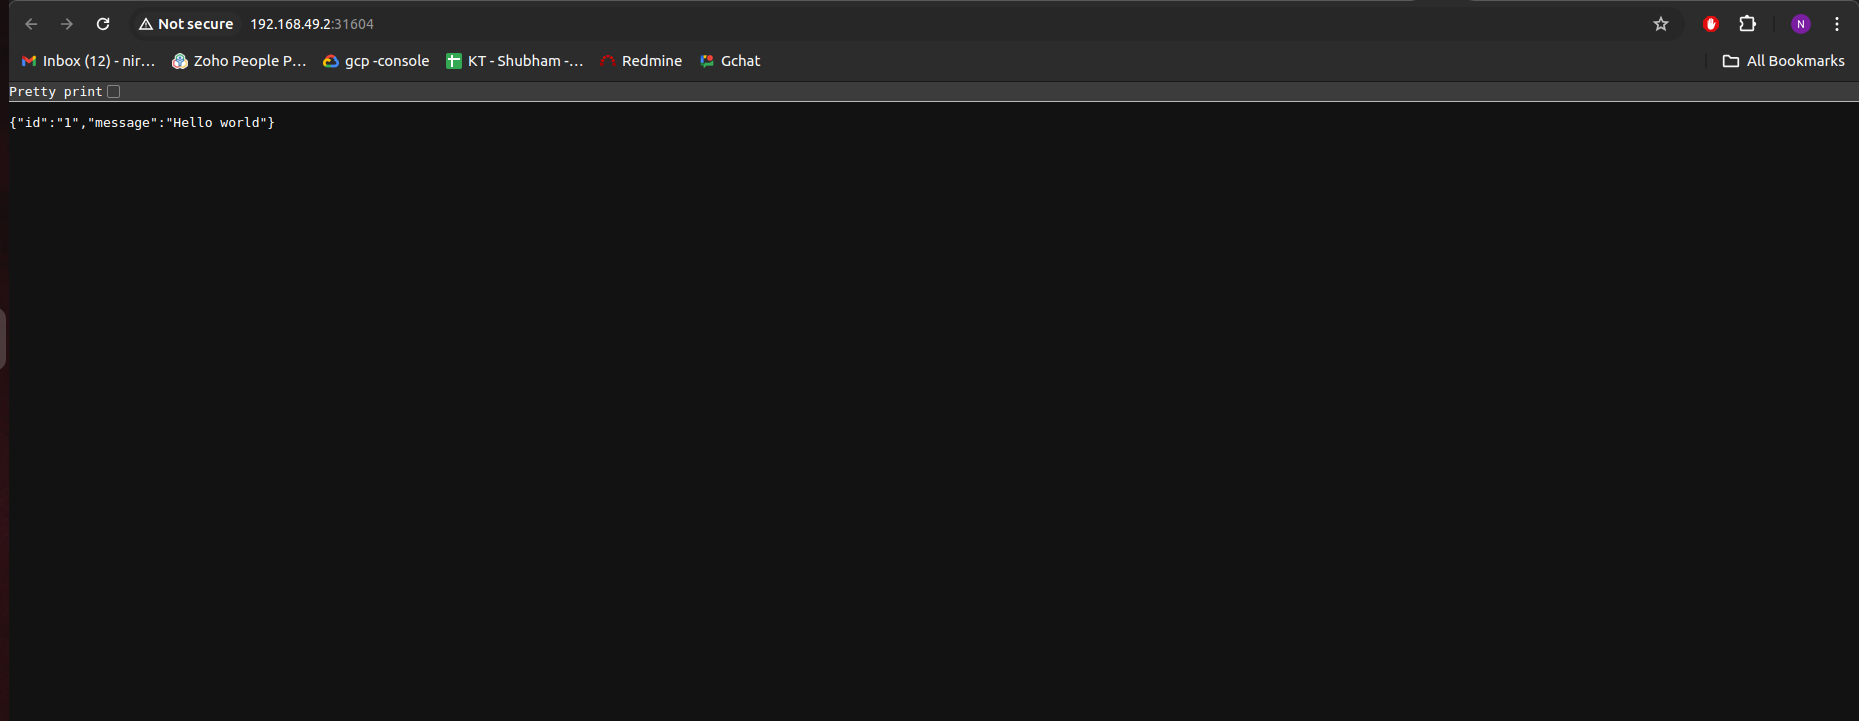 Not secure 192.168.49.2:31604 N
Inbox (12) - nir... Zoho People P... gcp -console KT - Shubham -... Redmine Gchat All Bookmarks
Pretty print
{"id":"1","message":"Hello world"}